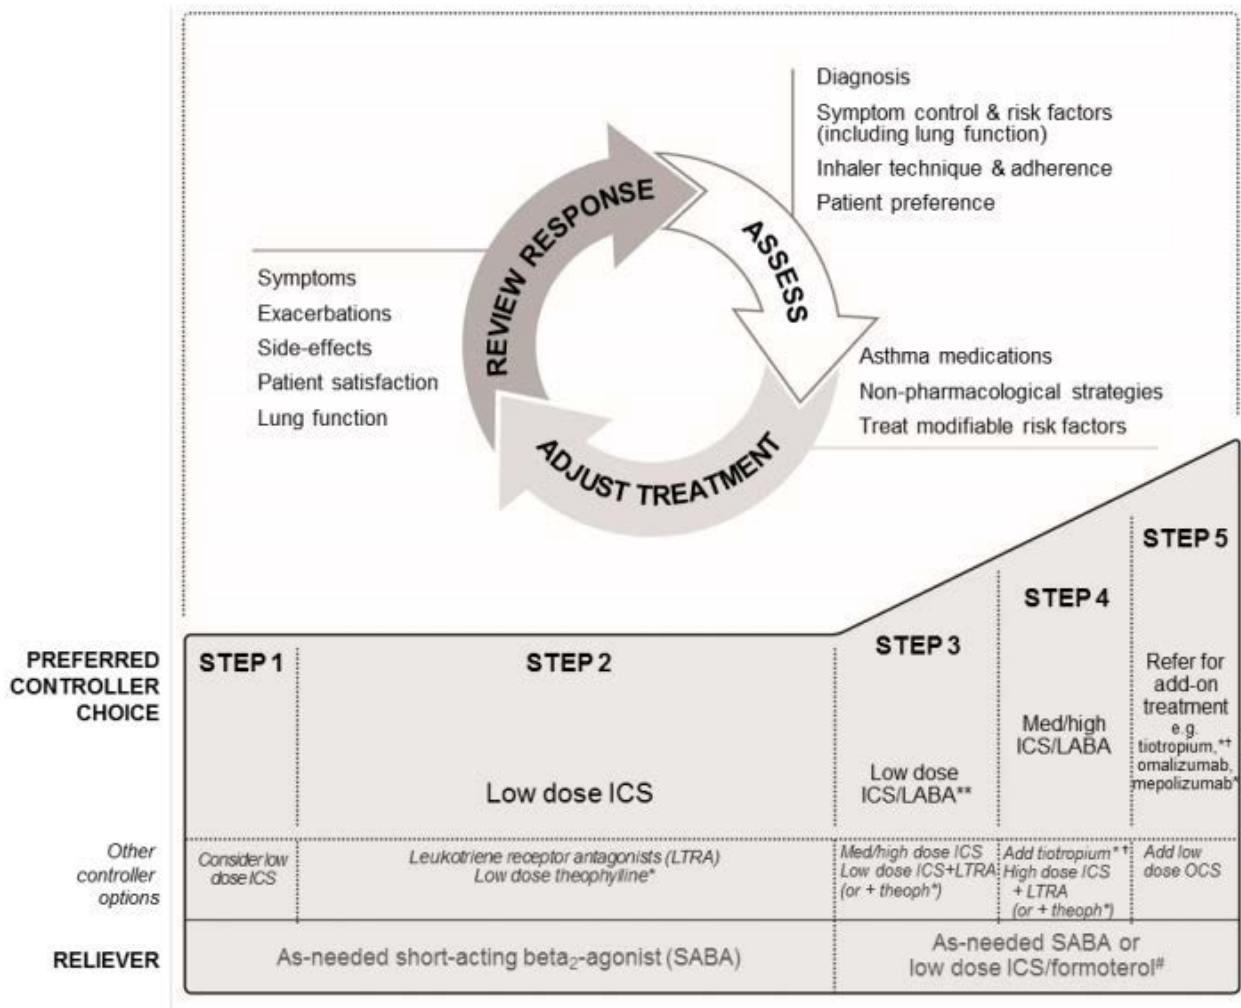 Diagnosis
Symptom control & risk factors
(including lung function)
Inhaler technique & adherence
Patient preference
REVIEW RESPONSE
ASSESS
ADJUST TREATMENT
Symptoms
Exacerbations
Side-effects
Patient satisfaction
Lung function
Asthma medications
Non-pharmacological strategies
Treat modifiable risk factors
PREFERRED
CONTROLLER
CHOICE
STEP 1
STEP 2
Low dose ICS
STEP 3
Low dose
ICS/LABA**
STEP 4
Med/high
ICS/LABA
STEP 5
Refer for
add-on
treatment
e.g.
tiotropium,*†
omalizumab,
mepolizumab*
Other
controller
options
Consider low
dose ICS
Leukotriene receptor antagonists (LTRA)
Low dose theophylline*
Med/high dose ICS
Low dose ICS+LTRA
(or + theoph*)
Add tiotropium*†
High dose ICS
+ LTRA
(or + theoph*)
Add low
dose OCS
RELIEVER
As-needed short-acting beta₂-agonist (SABA)
As-needed SABA or
low dose ICS/formoterol#